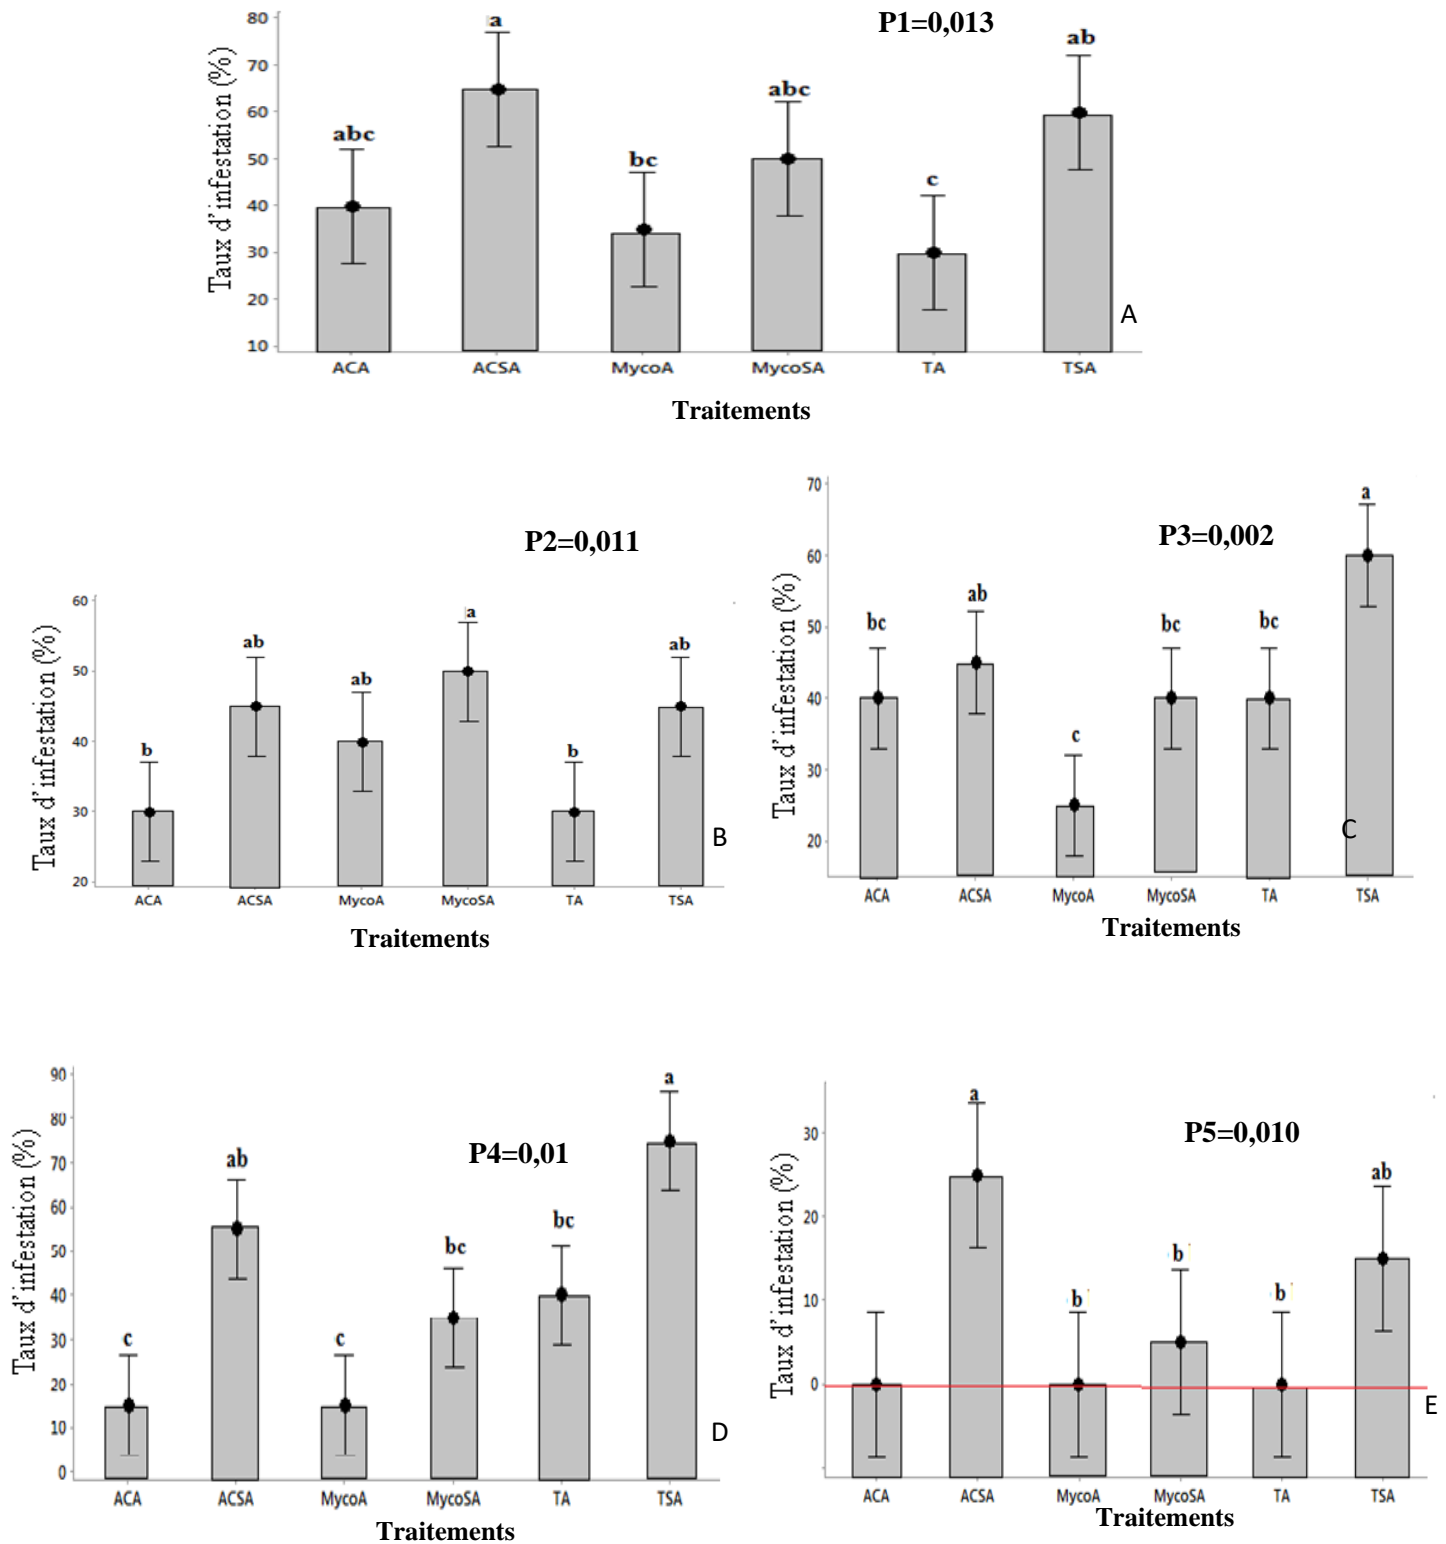 P1=0,013
Taux d'infestation (%)
80
70
60
50
40
30
20
10
abc
a
bc
abc
c
ab
A
ACA ACSA MycoA MycoSA TA TSA
Traitements
P2=0,011
Taux d'infestation (%)
60
50
40
30
20
b
ab
ab
a
b
ab
B
ACA ACSA MycoA MycoSA TA TSA
Traitements
P3=0,002
Taux d'infestation (%)
70
60
50
40
30
20
bc
ab
c
bc
bc
a
C
ACA ACSA MycoA MycoSA TA TSA
Traitements
P4=0,01
Taux d'infestation (%)
90
80
70
60
50
40
30
20
10
0
c
ab
c
bc
bc
a
D
ACA ACSA MycoA MycoSA TA TSA
Traitements
P5=0,010
Taux d'infestation (%)
30
20
10
0
a
b
b
b
ab
E
ACA ACSA MycoA MycoSA TA TSA
Traitements